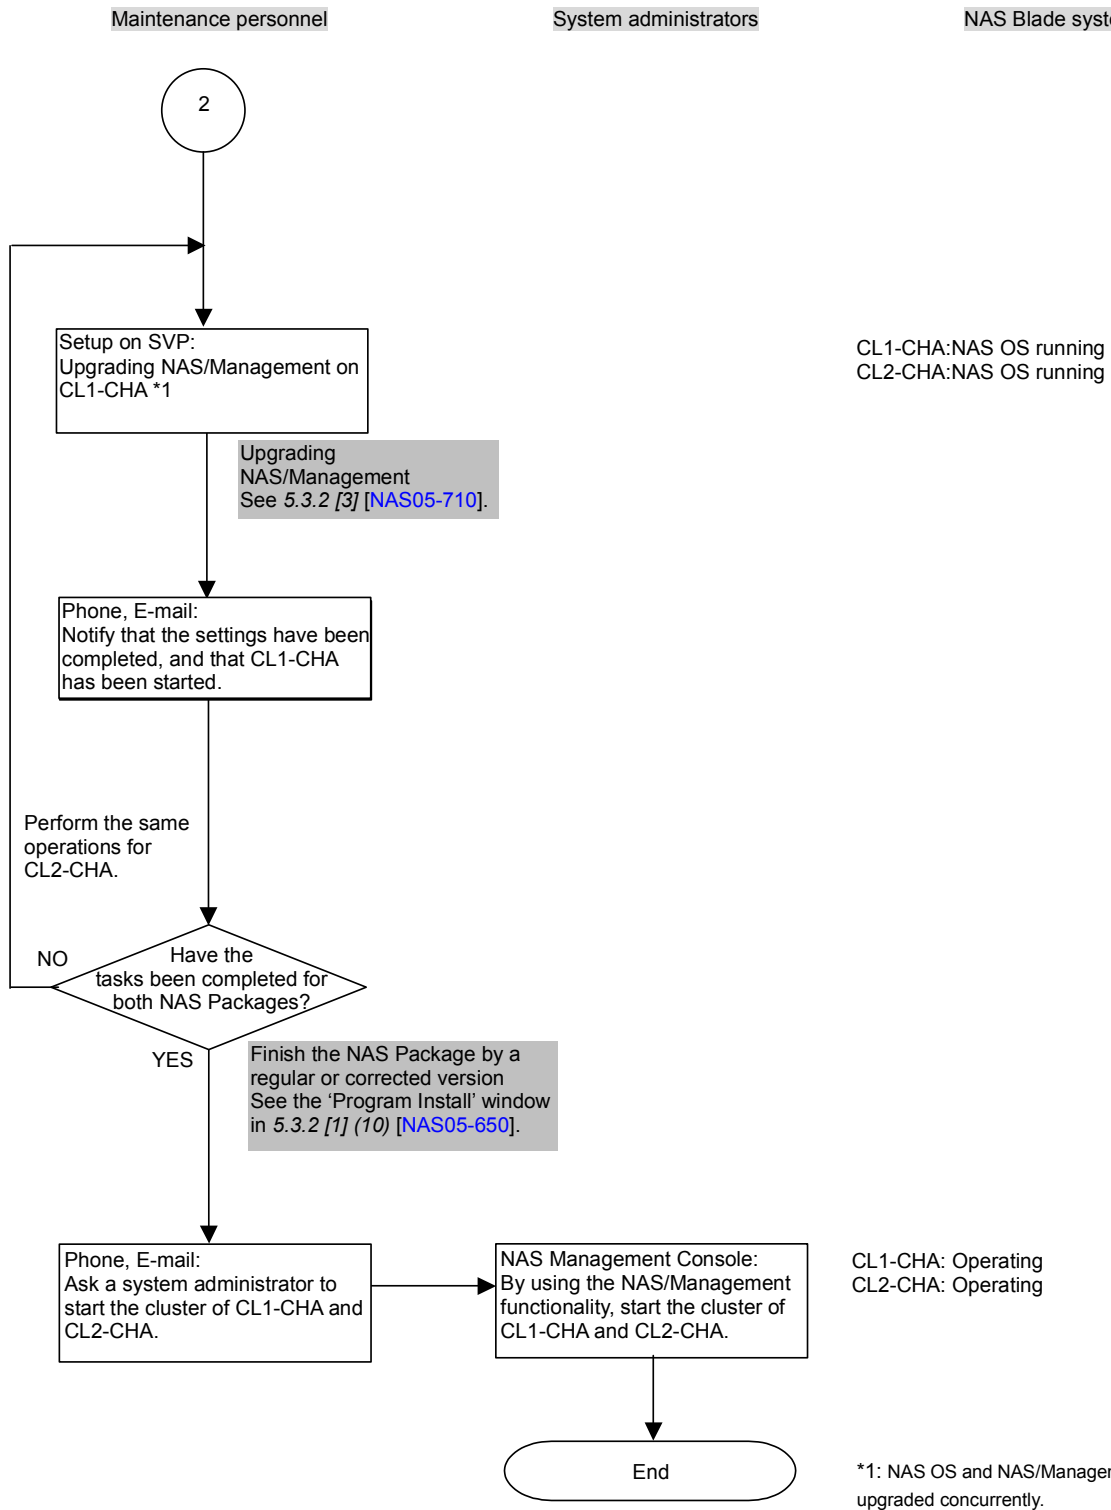 Maintenance personnel
System administrators
NAS Blade
2
Setup on SVP:
Upgrading NAS/Management on
CL1-CHA *1
CL1-CHA:NAS OS running
CL2-CHA:NAS OS running
Upgrading
NAS/Management
See 5.3.2 [3] [NAS05-710].
Phone, E-mail:
Notify that the settings have been
completed, and that CL1-CHA
has been started.
Perform the same
operations for
CL2-CHA.
NO
Have the
tasks been completed for
both NAS Packages?
YES
Finish the NAS Package by a
regular or corrected version
See the ‘Program Install’ window
in 5.3.2 [1] (10) [NAS05-650].
Phone, E-mail:
Ask a system administrator to
start the cluster of CL1-CHA and
CL2-CHA.
NAS Management Console:
By using the NAS/Management
functionality, start the cluster of
CL1-CHA and CL2-CHA.
CL1-CHA: Operating
CL2-CHA: Operating
End
*1: NAS OS and
upgraded concurrently.